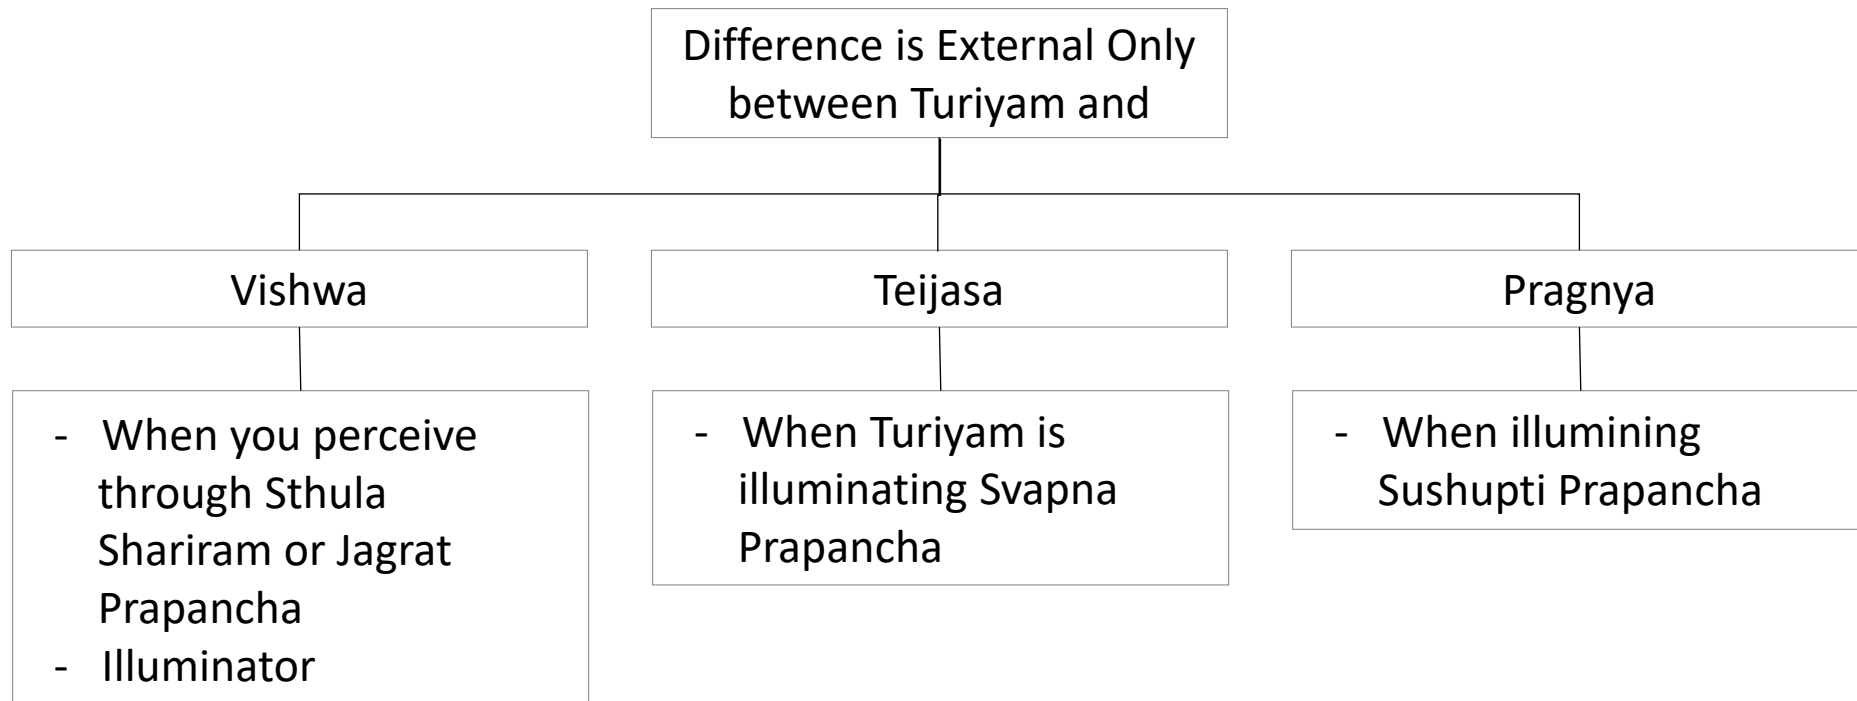 Difference is External Only
between Turiyam and
Vishwa
Teijasa
Pragnya
- When you perceive
through Sthula
Shariram or Jagrat
Prapancha
- Illuminator
- When Turiyam is
illuminating Svapna
Prapancha
- When illumining
Sushupti Prapancha